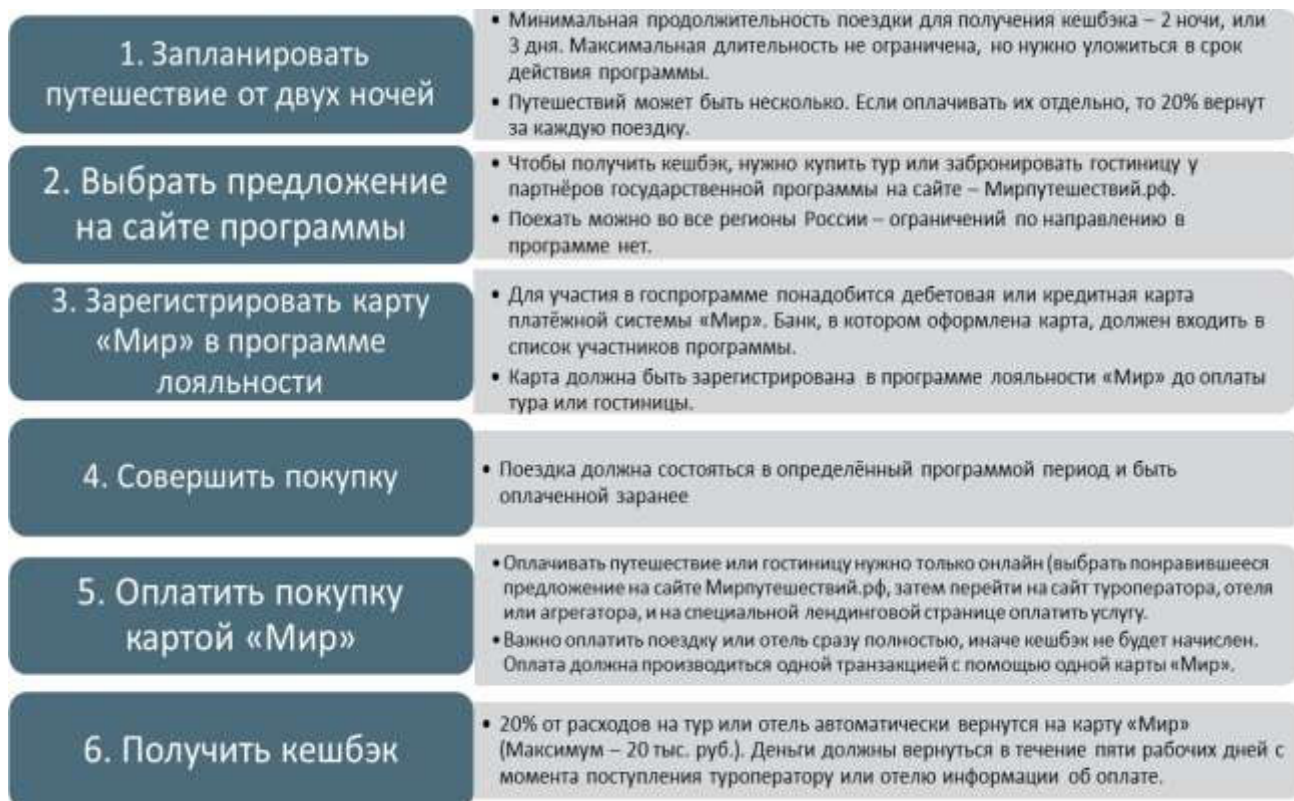 1. Запланировать
путешествие от двух ночей
• Минимальная продолжительность поездки для получения кешбэка – 2 ночи, или
3 дня. Максимальная длительность не ограничена, но нужно уложиться в срок
действия программы.
• Путешествий может быть несколько. Если оплачивать их отдельно, то 20% вернут
за каждую поездку.
2. Выбрать предложение
на сайте программы
• Чтобы получить кешбэк, нужно купить тур или забронировать гостиницу у
партнёров государственной программы на сайте – Мирпутешествий.рф.
• Поехать можно во все регионы России – ограничений по направлению в
программе нет.
3. Зарегистрировать карту
«Мир» в программе
лояльности
• Для участия в госпрограмме понадобится дебетовая или кредитная карта
платёжной системы «Мир». Банк, в котором оформлена карта, должен входить в
список участников программы.
• Карта должна быть зарегистрирована в программе лояльности «Мир» до оплаты
тура или гостиницы.
4. Совершить покупку
• Поездка должна состояться в определённый программой период и быть
оплаченной заранее
5. Оплатить покупку
картой «Мир»
• Оплачивать путешествие или гостиницу нужно только онлайн (выбрать понравившееся
предложение на сайте Мирпутешествий.рф, затем перейти на сайт туроператора, отеля
или агрегатора, и на специальной лендинговой странице оплатить услугу.
• Важно оплатить поездку или отель сразу полностью, иначе кешбэк не будет начислен.
Оплата должна производиться одной транзакцией с помощью одной карты «Мир».
6. Получить кешбэк
• 20% от расходов на тур или отель автоматически вернутся на карту «Мир»
(Максимум – 20 тыс. руб.). Деньги должны вернуться в течение пяти рабочих дней с
момента поступления туроператору или отелю информации об оплате.